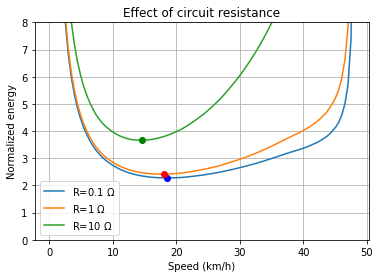 Effect of circuit resistance
Normalized energy
8
7
6
5
4
3
2
1
0
R=0.1 Ω
R=1 Ω
R=10 Ω
0 10 20 30 40 50
Speed (km/h)